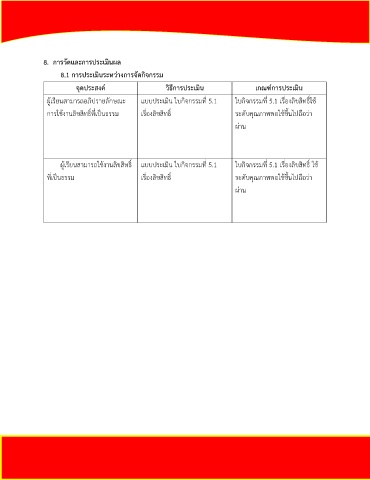 8. การวัดและการประเมินผล
8.1 การประเมินระหว่างการจัดกิจกรรม
จุดประสงค์ วิธีการประเมิน เกณฑ์การประเมิน
ผู้เรียนสามารถอภิปรายลักษณะ แบบประเมิน ใบกิจกรรมที่ 5.1 ใบกิจกรรมที่ 5.1 เรื่องลิขสิทธิ์ใช้
การใช้งานลิขสิทธิ์ที่เป็นธรรม เรื่องลิขสิทธิ์ ระดับคุณภาพพอใช้ขึ้นไปถือว่า
ผ่าน
ผู้เรียนสามารถใช้งานลิขสิทธิ์ แบบประเมิน ใบกิจกรรมที่ 5.1 ใบกิจกรรมที่ 5.1 เรื่องลิขสิทธิ์ ใช้
ที่เป็นธรรม เรื่องลิขสิทธิ์ ระดับคุณภาพพอใช้ขึ้นไปถือว่า
ผ่าน